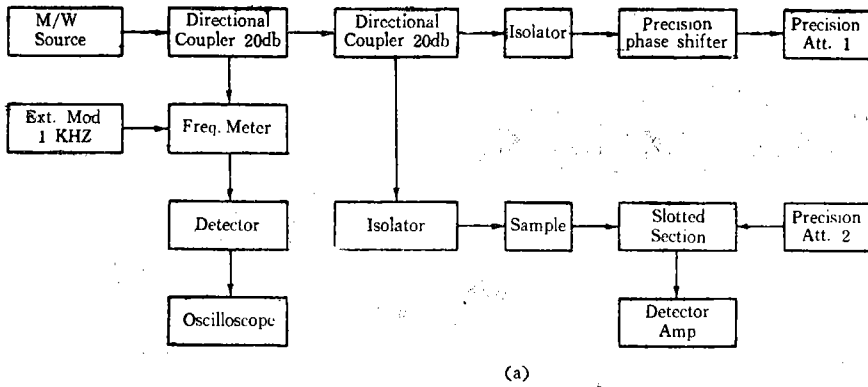 M/W
Source
Directional
Coupler 20db
Directional
Coupler 20db
Isolator
Precision
phase shifter
Precision
Att. 1
Ext. Mod
1 KHZ
Freq. Meter
Detector
Isolator
Sample
Slotted
Section
Precision
Att. 2
Oscilloscope
Detector
Amp
(a)